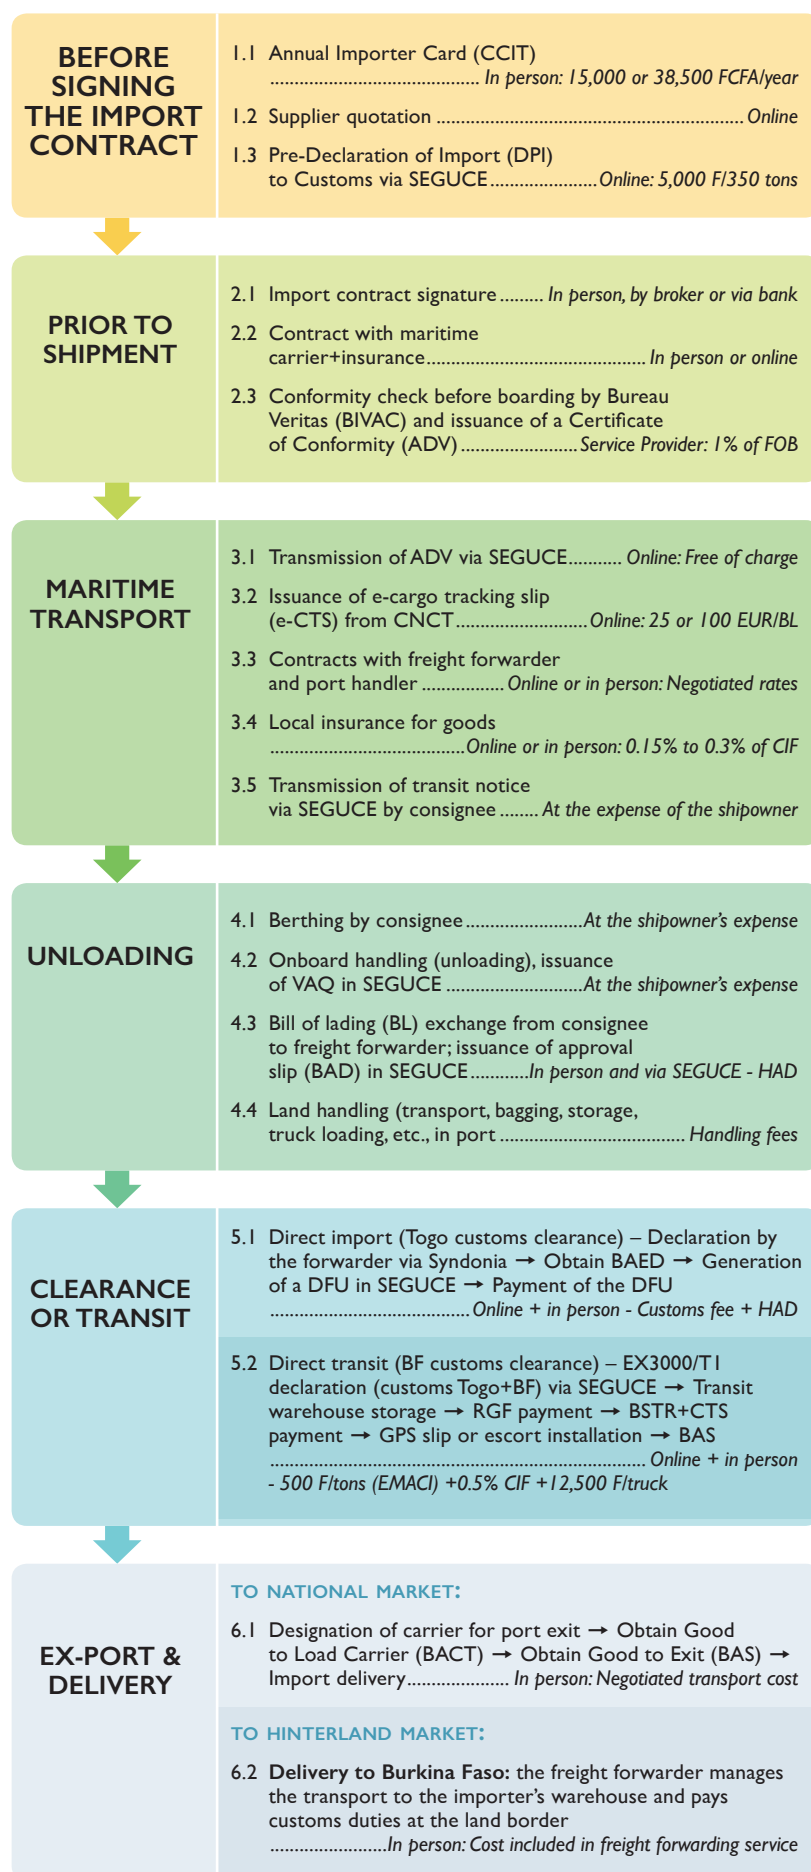 BEFORE
SIGNING
THE IMPORT
CONTRACT
1.1 Annual Importer Card (CCIT)
........................................ In person: 15,000 or 38,500 FCFA/year
1.2 Supplier quotation ........................................................... Online
1.3 Pre-Declaration of Import (DPI)
to Customs via SEGUCE ...................... Online: 5,000 F/350 tons
PRIOR TO
SHIPMENT
2.1 Import contract signature ......... In person, by broker or via bank
2.2 Contract with maritime
carrier+insurance .......................................... In person or online
2.3 Conformity check before boarding by Bureau
Veritas (BIVAC) and issuance of a Certificate
of Conformity (ADV) ....................... Service Provider: 1% of FOB
MARITIME
TRANSPORT
3.1 Transmission of ADV via SEGUCE........... Online: Free of charge
3.2 Issuance of e-cargo tracking slip
(e-CTS) from CNCT ......................... Online: 25 or 100 EUR/BL
3.3 Contracts with freight forwarder
and port handler ................ Online or in person: Negotiated rates
3.4 Local insurance for goods
..................................... Online or in person: 0.15% to 0.3% of CIF
3.5 Transmission of transit notice
via SEGUCE by consignee ........ At the expense of the shipowner
UNLOADING
4.1 Berthing by consignee ....................... At the shipowner's expense
4.2 Onboard handling (unloading), issuance
of VAQ in SEGUCE .......................... At the shipowner's expense
4.3 Bill of lading (BL) exchange from consignee
to freight forwarder; issuance of approval
slip (BAD) in SEGUCE ........... In person and via SEGUCE - HAD
4.4 Land handling (transport, bagging, storage,
truck loading, etc., in port .................................... Handling fees
CLEARANCE
OR TRANSIT
5.1 Direct import (Togo customs clearance) – Declaration by
the forwarder via Syndonia → Obtain BAED → Generation
of a DFU in SEGUCE → Payment of the DFU
...................................... Online + in person - Customs fee + HAD
5.2 Direct transit (BF customs clearance) – EX3000/T1
declaration (customs Togo+BF) via SEGUCE → Transit
warehouse storage → RGF payment → BSTR+CTS
payment → GPS slip or escort installation → BAS
........................................................................ Online + in person
- 500 F/tons (EMACI) +0.5% CIF +12,500 F/truck
EX-PORT &
DELIVERY
TO NATIONAL MARKET:
6.1 Designation of carrier for port exit → Obtain Good
to Load Carrier (BACT) → Obtain Good to Exit (BAS) →
Import delivery .................... In person: Negotiated transport cost
TO HINTERLAND MARKET:
6.2 Delivery to Burkina Faso: the freight forwarder manages
the transport to the importer's warehouse and pays
customs duties at the land border
...................... In person: Cost included in freight forwarding service